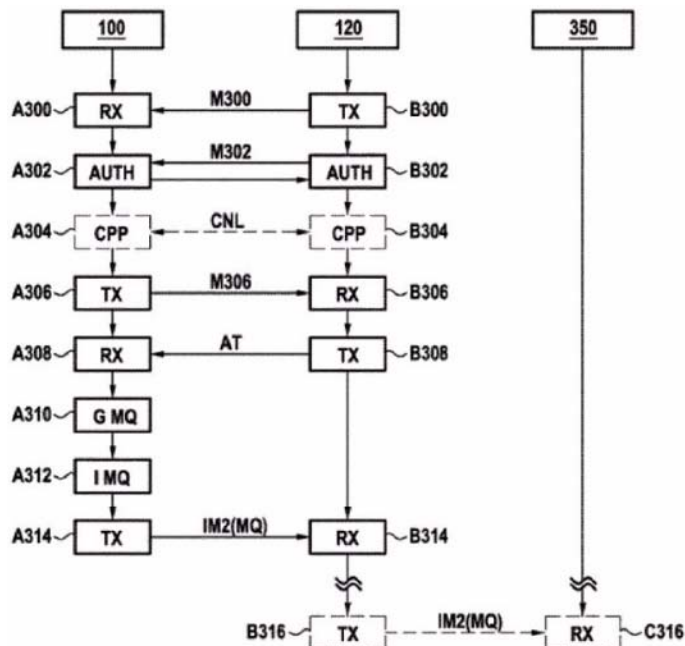 100 120 350
A300 RX M300 TX B300
A302 AUTH M302 AUTH B302
A304 CPP CNL CPP B304
A306 TX M306 RX B306
A308 RX AT TX B308
A310 G MQ
A312 I MQ
A314 TX IM2(MQ) RX B314
B316 TX IM2(MQ) RX C316